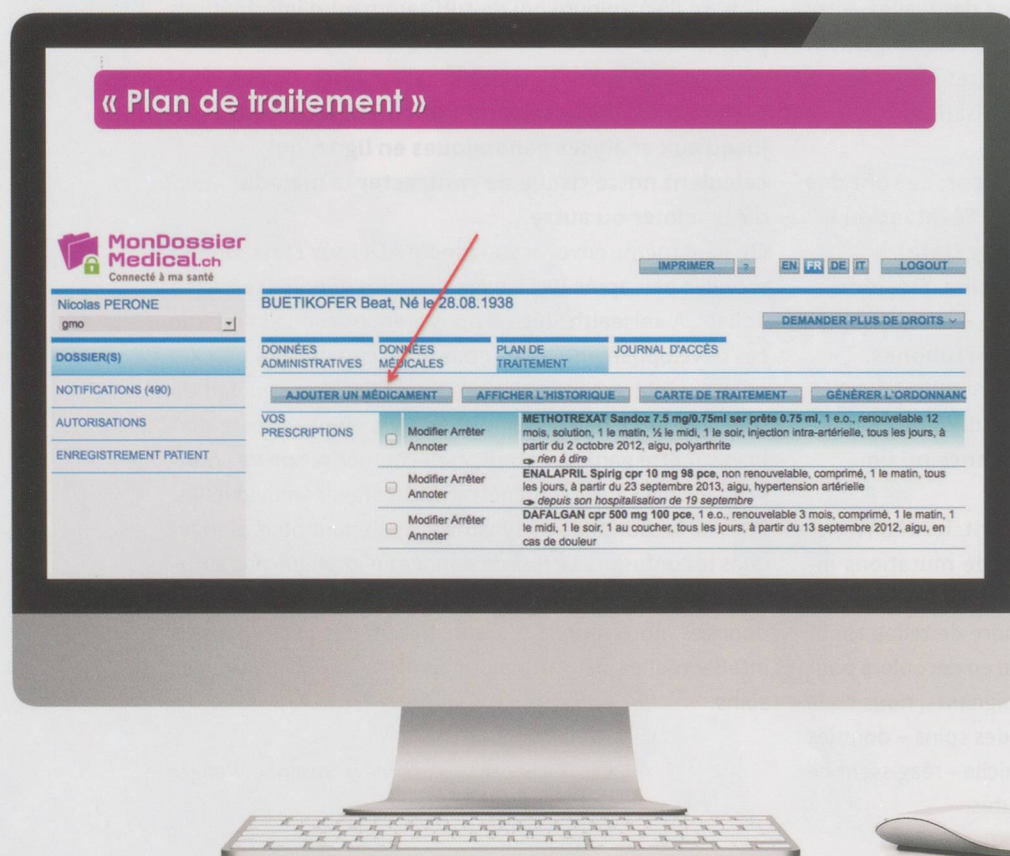 « Plan de traitement »
MonDossier
Medical.ch
Connecté à ma santé
IMPRIMER ? EN FR DE IT LOGOUT
Nicolas PERONE
gmo
BUETIKOFER Beat, Né le 28.08.1938
DEMANDER PLUS DE DROITS
DOSSIER(S)
NOTIFICATIONS (490)
AUTORISATIONS
ENREGISTREMENT PATIENT
DONNÉES
ADMINISTRATIVES
DONNÉES
MÉDICALES
PLAN DE
TRAITEMENT
JOURNAL D'ACCÈS
AJOUTER UN MÉDICAMENT AFFICHER L'HISTORIQUE CARTE DE TRAITEMENT GÉNÉRER L'ORDONNANC
VOS
PRESCRIPTIONS
Modifier Arrêter
Annoter
METHOTREXAT Sandoz 7.5 mg/0.75ml ser prête 0.75 ml, 1 e.o., renouvelable 12
mois, solution, 1 le matin, ½ le midi, 1 le soir, injection intra-artérielle, tous les jours, à
partir du 2 octobre 2012, aigu, polyarthrite
rien à dire
Modifier Arrêter
Annoter
ENALAPRIL Spirig cpr 10 mg 98 pce, non renouvelable, comprimé, 1 le matin, tous
les jours, à partir du 23 septembre 2013, aigu, hypertension artérielle
depuis son hospitalisation de 19 septembre
Modifier Arrêter
Annoter
DAFALGAN cpr 500 mg 100 pce, 1 e.o., renouvelable 3 mois, comprimé, 1 le matin, 1
le midi, 1 le soir, 1 au coucher, tous les jours, à partir du 13 septembre 2012, aigu, en
cas de douleur